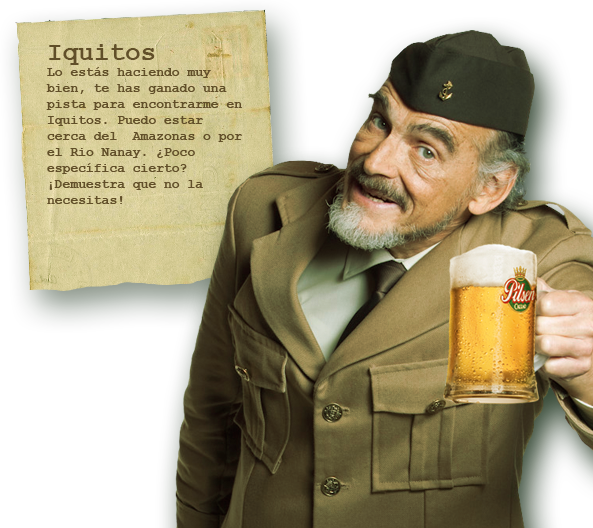 Iquitos
Lo estás haciendo muy
bien, te has ganado una
pista para encontrarme en
Iquitos. Puedo estar
cerca del  Amazonas o por
el Rio Nanay. ¿Poco
específica cierto?
¡Demuestra que no la
necesitas!
Pilsen